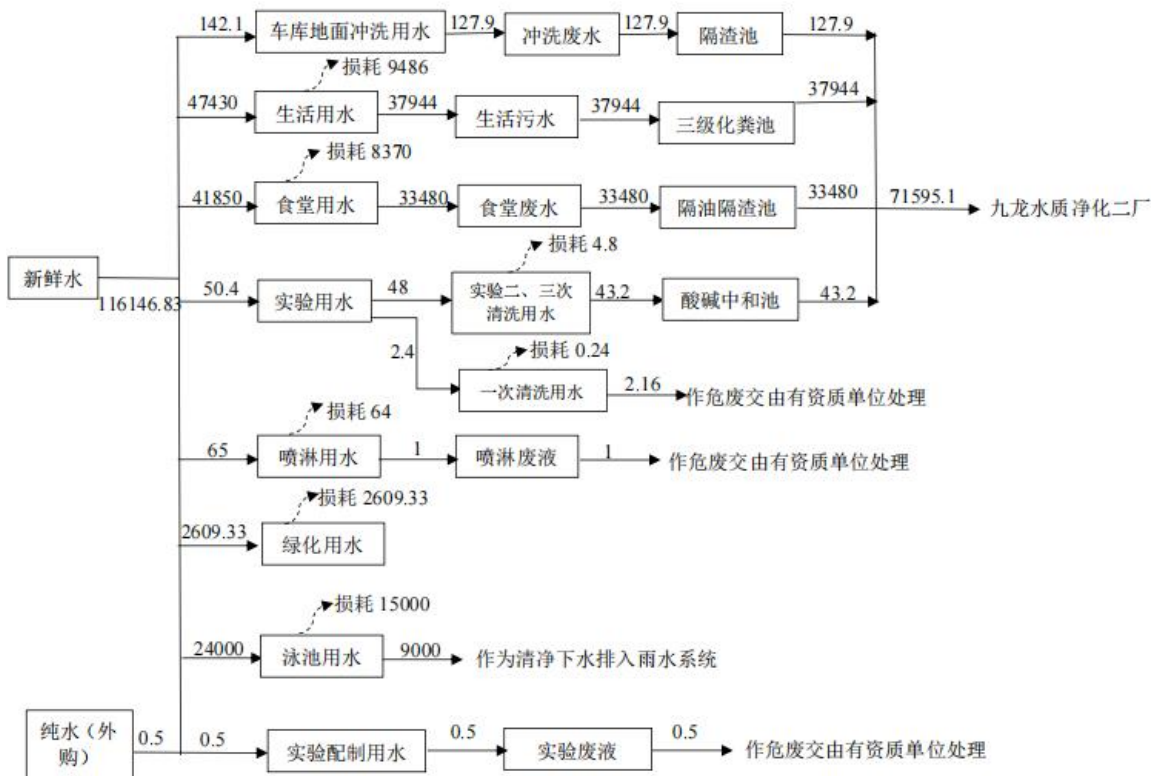 142.1
车库地面冲洗用水
127.9
冲洗废水
127.9
隔渣池
127.9
损耗 9486
47430
生活用水
37944
生活污水
37944
三级化粪池
37944
损耗 8370
41850
食堂用水
33480
食堂废水
33480
隔油隔渣池
33480
71595.1
九龙水质净化二厂
新鲜水
116146.83
损耗 4.8
50.4
实验用水
48
实验二、三次
清洗用水
43.2
酸碱中和池
43.2
2.4
损耗 0.24
一次清洗用水
2.16
作危废交由有资质单位处理
损耗 64
65
喷淋用水
1
喷淋废液
1
作危废交由有资质单位处理
损耗 2609.33
2609.33
绿化用水
损耗 15000
24000
泳池用水
9000
作为清净下水排入雨水系统
纯水（外
购）
0.5
0.5
实验配制用水
0.5
实验废液
0.5
作危废交由有资质单位处理